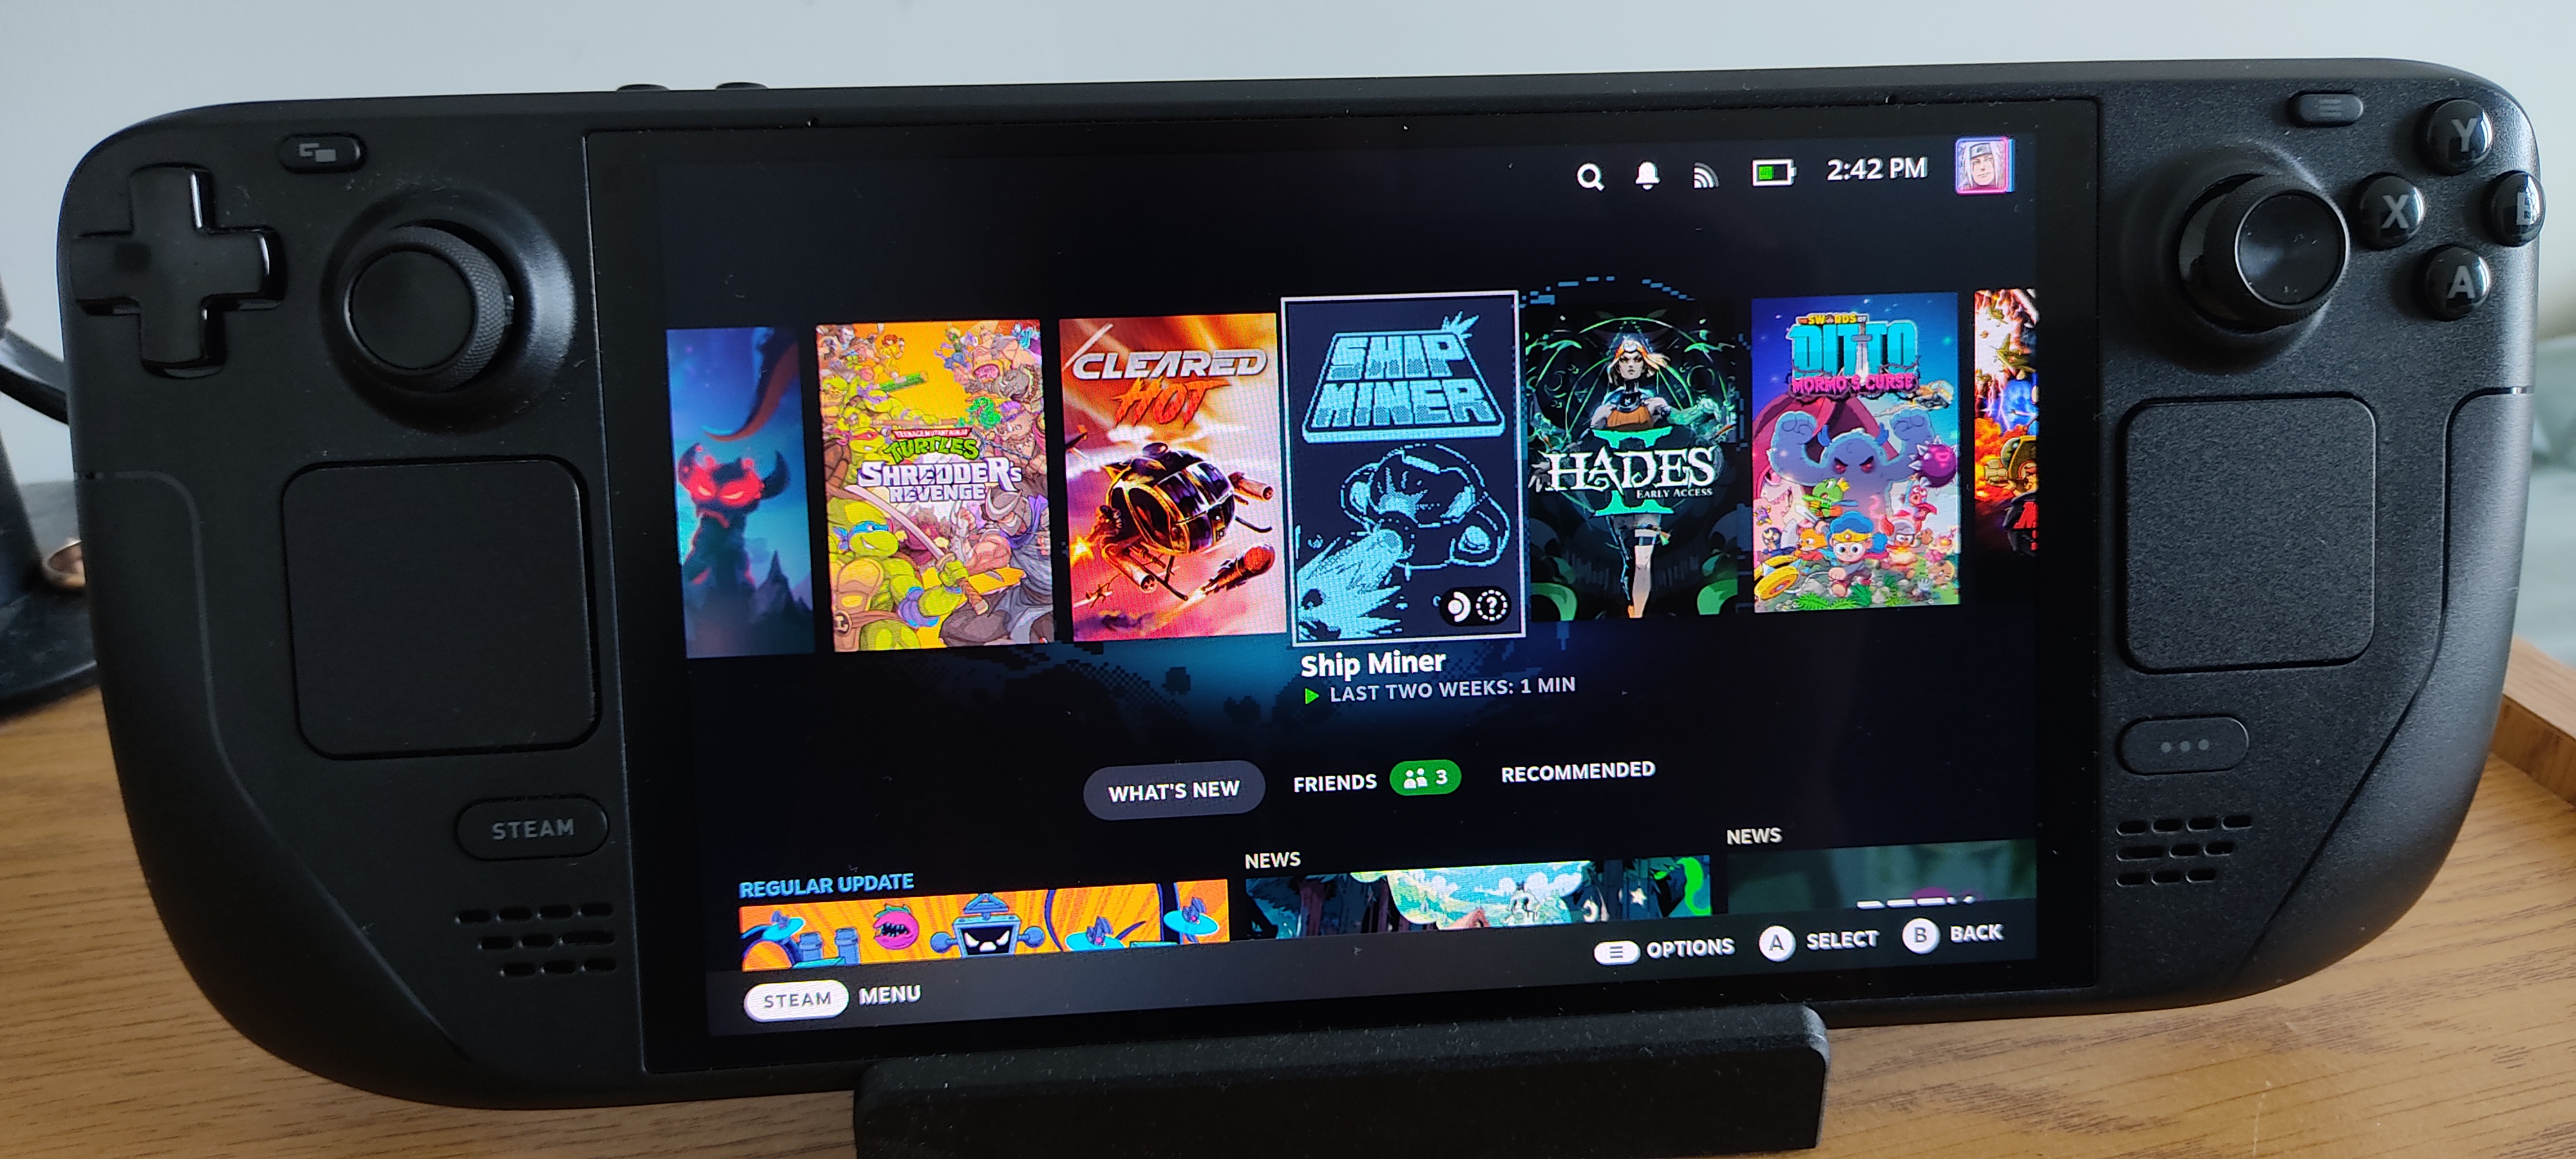 2:42 PM
Y
X
B
A
TEENAGE MUTANT NINJA
TURTLES
SHREDDER'S
REVENGE
CLEARED
HOT
SHIP
MINER
HADES
II
EARLY ACCESS
SWORDS OF
DITTO
MORMO'S CURSE
?
Ship Miner
LAST TWO WEEKS: 1 MIN
WHAT'S NEW
FRIENDS 3
RECOMMENDED
STEAM
REGULAR UPDATE
NEWS
NEWS
OPTIONS
A SELECT
B BACK
STEAM MENU